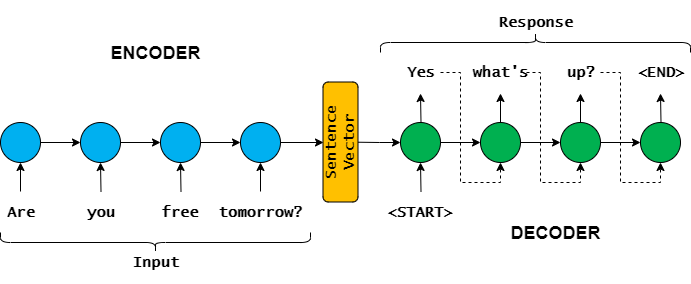 Response
ENCODER
Yes what's up? <END>
Sentence
Vector
Are you free tomorrow? <START>
DECODER
Input